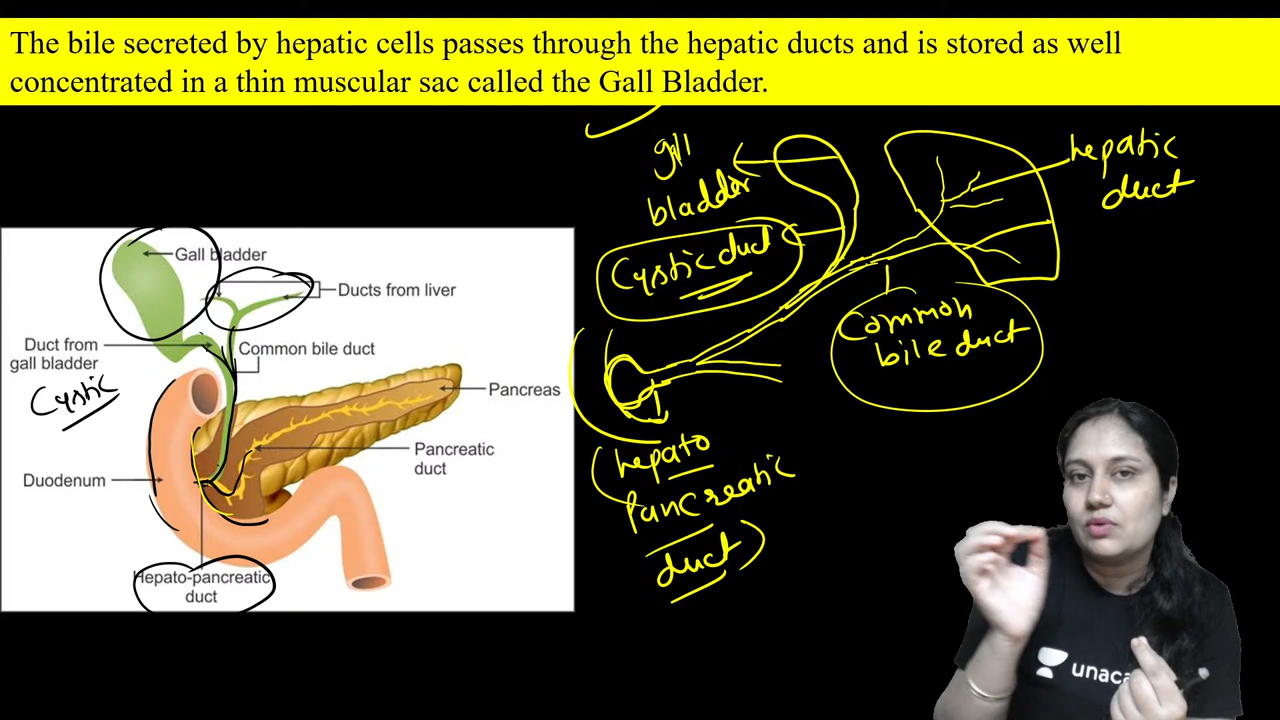 The bile secreted by hepatic cells passes through the hepatic ducts and is stored as well
concentrated in a thin muscular sac called the Gall Bladder.
gall
bladder
hepatic
duct
Cystic duct
Common
bile duct
hepato
Pancreatic
duct
Gall bladder
Ducts from liver
Duct from
gall bladder
Cystic
Common bile duct
Pancreas
Pancreatic
duct
Duodenum
Hepato-pancreatic
duct